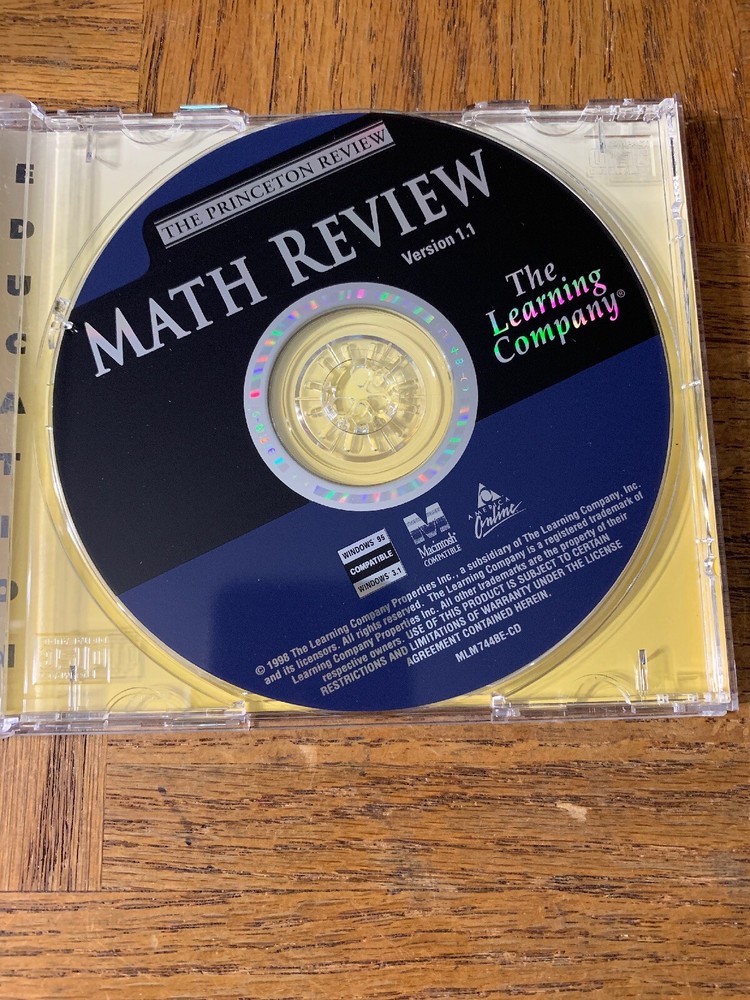 EDUCATION
THE PRINCETON REVIEW
MATH REVIEW
Version 1.1
The
Learning
Company®
WINDOWS 95
COMPATIBLE
WINDOWS 3.1
Macintosh
COMPATIBLE
AMERICA
Online
© 1998 The Learning Company Properties Inc., a subsidiary of The Learning Company, Inc.
and its licensors. All rights reserved. The Learning Company is a registered trademark of
Learning Company Properties Inc. All other trademarks are the property of their
respective owners. USE OF THIS PRODUCT IS SUBJECT TO CERTAIN
RESTRICTIONS AND LIMITATIONS OF WARRANTY UNDER THE LICENSE
AGREEMENT CONTAINED HEREIN.
MLM744BE-CD